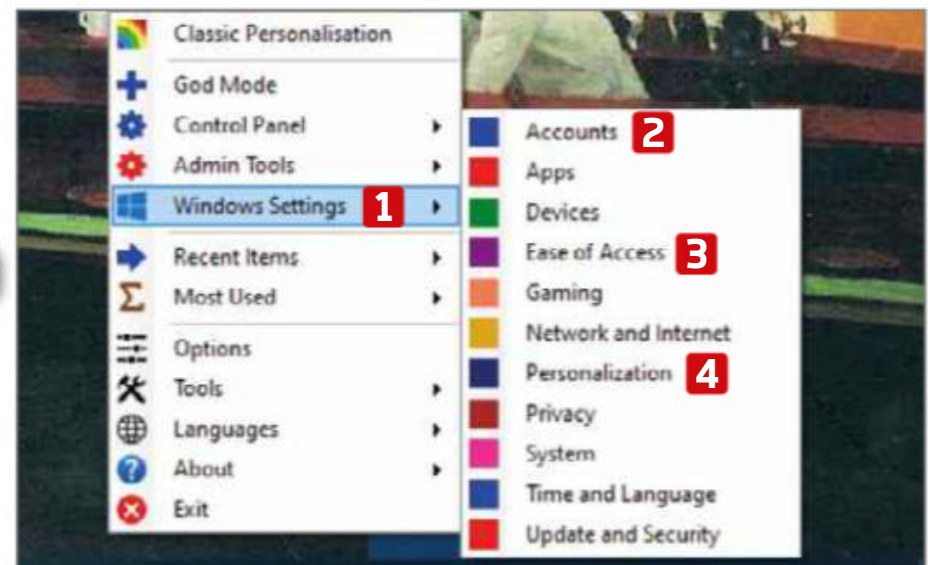 Classic Personalisation
God Mode
Control Panel
Admin Tools
Windows Settings 1
Recent Items
Most Used
Options
Tools
Languages
About
Exit
Accounts 2
Apps
Devices
Ease of Access 3
Gaming
Network and Internet
Personalization 4
Privacy
System
Time and Language
Update and Security